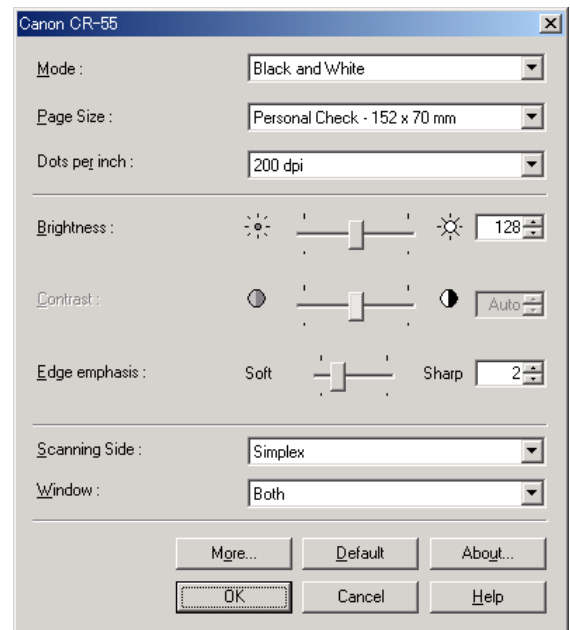 Canon CR-55
Mode : Black and White
Page Size : Personal Check - 152 x 70 mm
Dots per inch : 200 dpi
Brightness : 128
Contrast : Auto
Edge emphasis : Soft Sharp 2
Scanning Side : Simplex
Window : Both
More... Default About...
OK Cancel Help